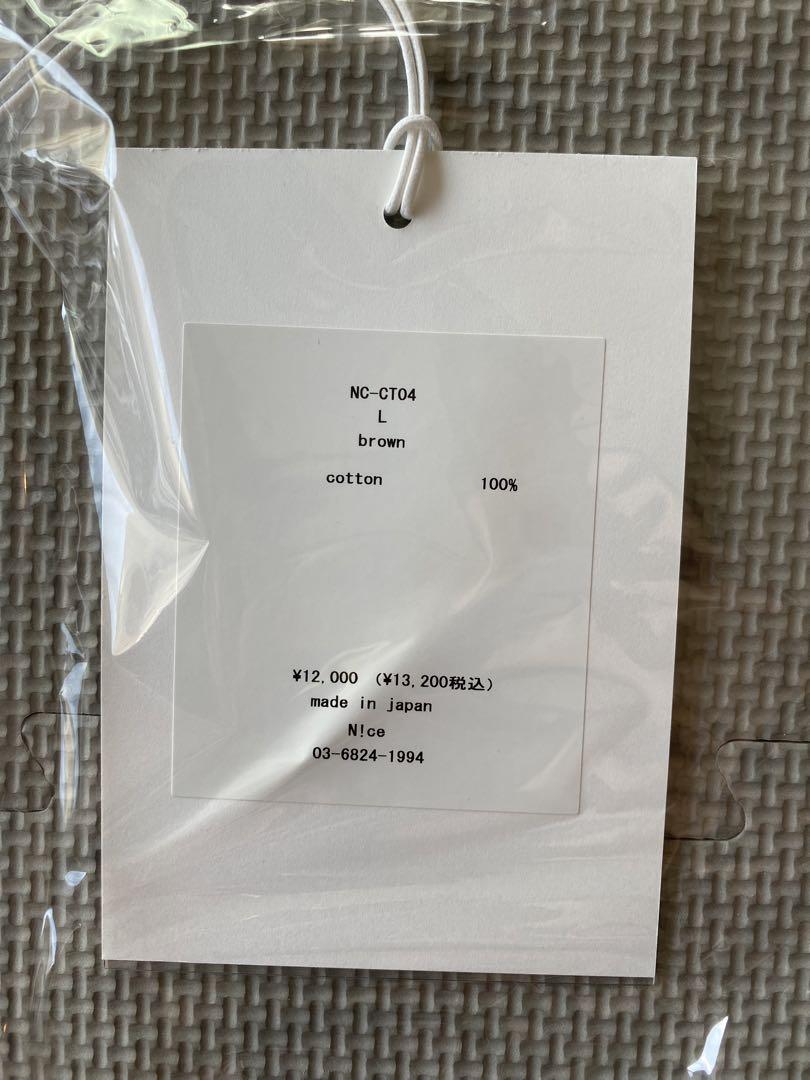 NC-CT04
L
brown
cotton 100%
¥12,000 (¥13,200税込)
made in japan
N!ce
03-6824-1994